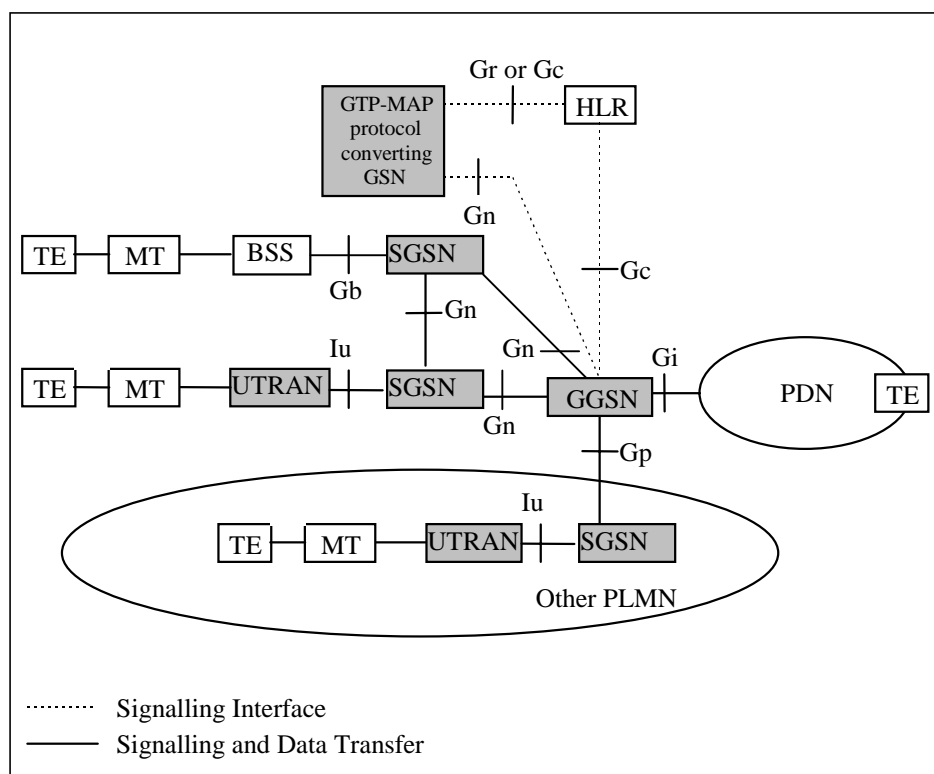 Gr or Gc
GTP-MAP
protocol
converting
GSN
HLR
Gn
TE
MT
BSS
SGSN
Gb
Gc
Gn
Iu
Gn
Gi
TE
MT
UTRAN
SGSN
Gn
GGSN
PDN
TE
Gp
Iu
TE
MT
UTRAN
SGSN
Other PLMN
Signalling Interface
Signalling and Data Transfer